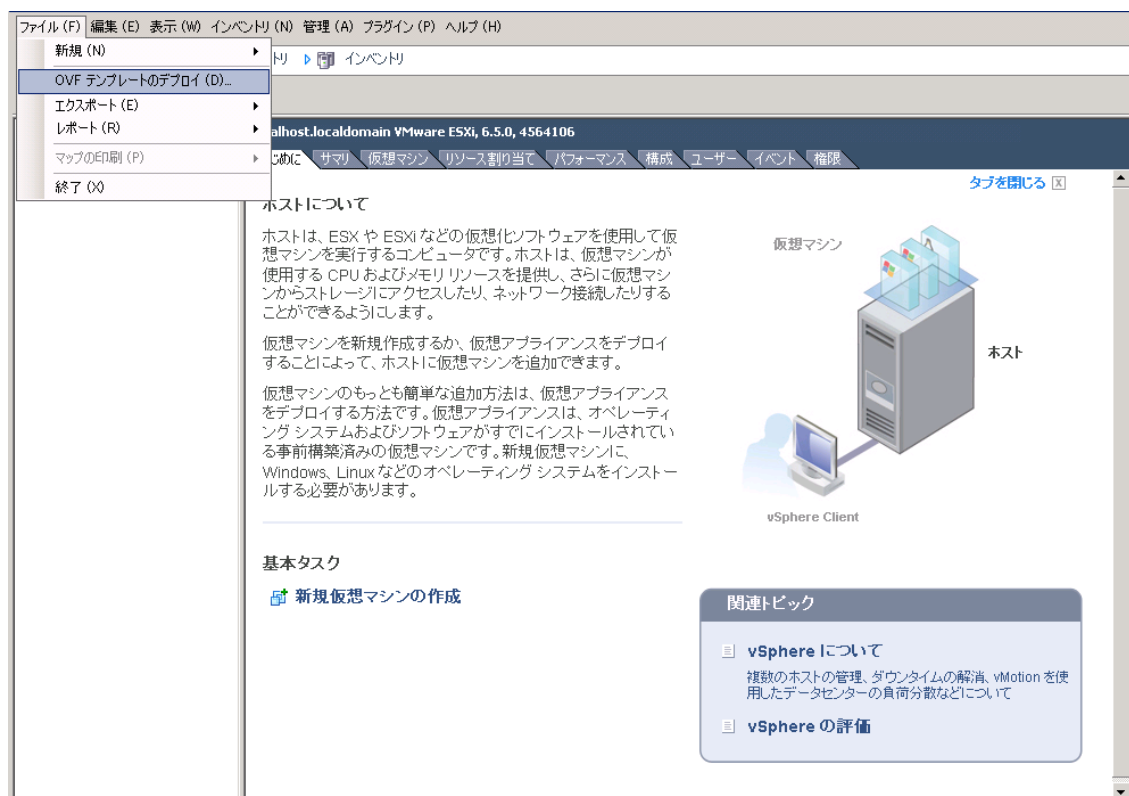 ファイル (F) 編集 (E) 表示 (W) インベントリ (N) 管理 (A) プラグイン (P) ヘルプ (H)
新規 (N)
トリ インベントリ
OVF テンプレートのデプロイ (D)...
エクスポート (E)
レポート (R)
マップの印刷 (P)
終了 (X)
alhost.localdomain VMware ESXi, 6.5.0, 4564106
じめに サマリ 仮想マシン リソース割り当て パフォーマンス 構成 ユーザー イベント 権限
タブを閉じる X
ホストについて
ホストは、ESX や ESXi などの仮想化ソフトウェアを使用して仮
想マシンを実行するコンピュータです。ホストは、仮想マシンが
使用する CPU およびメモリ リソースを提供し、さらに仮想マシ
ンからストレージにアクセスしたり、ネットワーク接続したりする
ことができるようにします。
仮想マシンを新規作成するか、仮想アプライアンスをデプロイ
することによって、ホストに仮想マシンを追加できます。
仮想マシンのもっとも簡単な追加方法は、仮想アプライアンス
をデプロイする方法です。仮想アプライアンスは、オペレーティ
ング システムおよびソフトウェアがすでにインストールされてい
る事前構築済みの仮想マシンです。新規仮想マシンに、
Windows、Linux などのオペレーティング システムをインストー
ルする必要があります。
仮想マシン
ホスト
vSphere Client
基本タスク
新規仮想マシンの作成
関連トピック
vSphere について
複数のホストの管理、ダウンタイムの解消、vMotion を使
用したデータセンターの負荷分散などについて
vSphere の評価